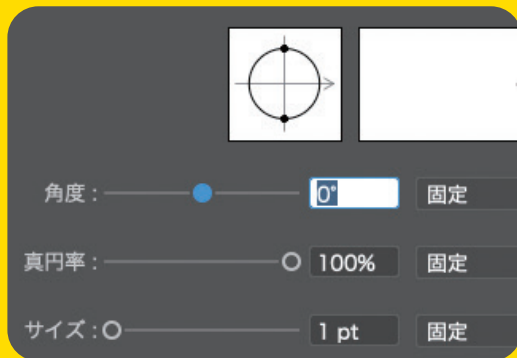 角度 : 0° 固定
真円率 : 100% 固定
サイズ : 1 pt 固定